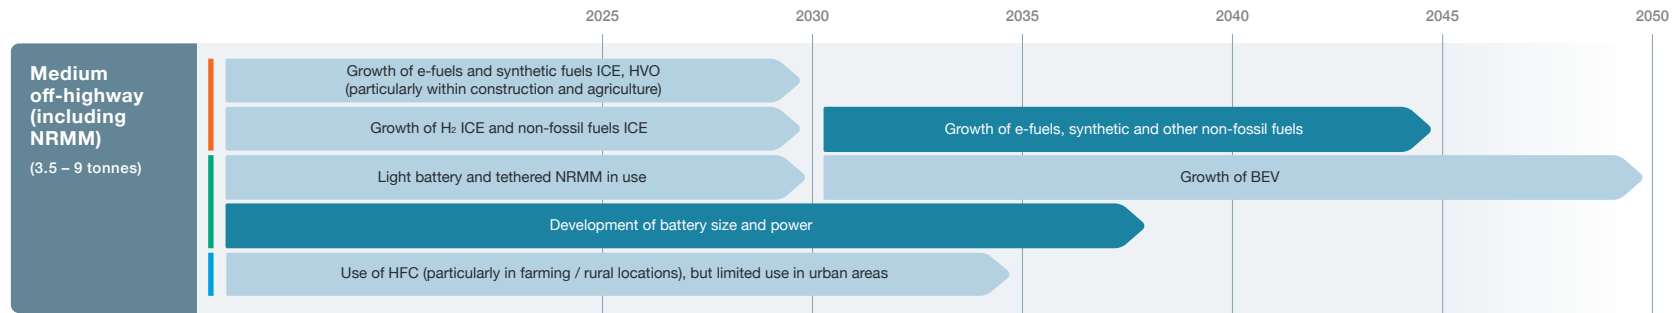 2025
2030
2035
2040
2045
2050
Medium
off-highway
(including
NRMM)
(3.5 – 9 tonnes)
Growth of e-fuels and synthetic fuels ICE, HVO
(particularly within construction and agriculture)
Growth of H₂ ICE and non-fossil fuels ICE
Growth of e-fuels, synthetic and other non-fossil fuels
Light battery and tethered NRMM in use
Growth of BEV
Development of battery size and power
Use of HFC (particularly in farming / rural locations), but limited use in urban areas